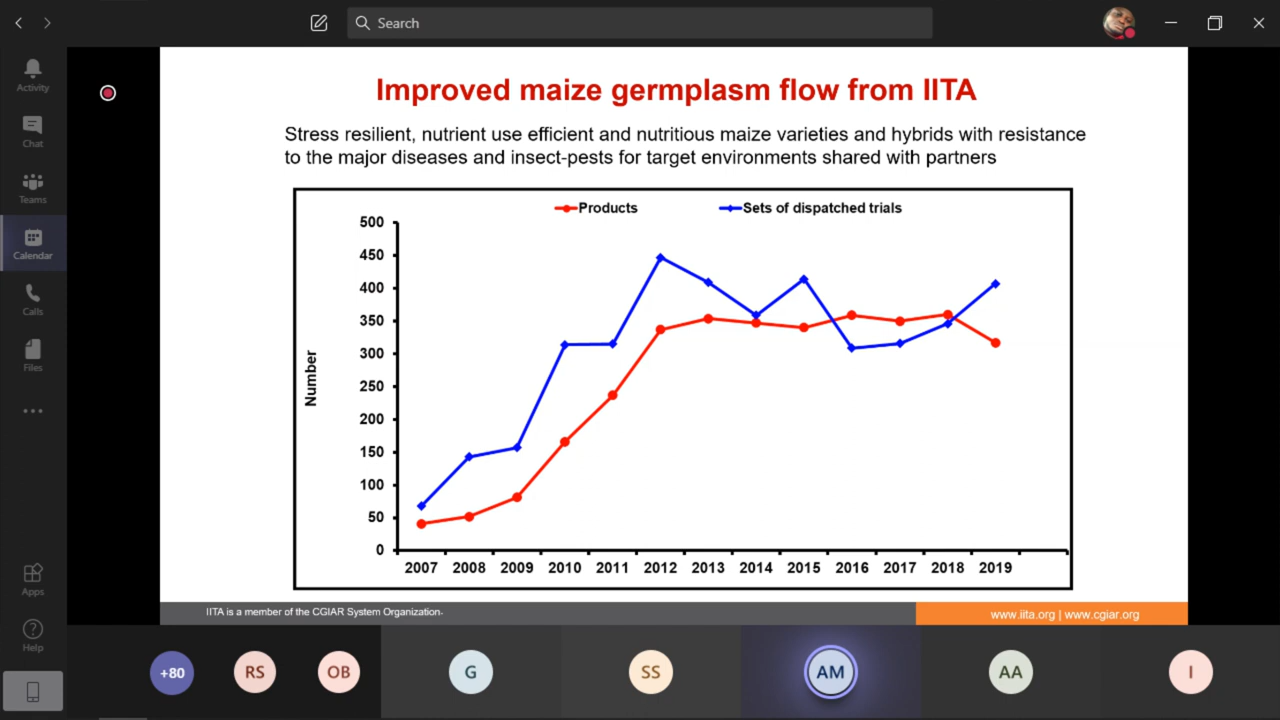 Search
Activity
Chat
Teams
Calendar
Calls
Files
Apps
Help
Improved maize germplasm flow from IITA
Stress resilient, nutrient use efficient and nutritious maize varieties and hybrids with resistance
to the major diseases and insect-pests for target environments shared with partners
Products
Sets of dispatched trials
Number
500
450
400
350
300
250
200
150
100
50
0
2007 2008 2009 2010 2011 2012 2013 2014 2015 2016 2017 2018 2019
IITA is a member of the CGIAR System Organization.
www.iita.org | www.cgiar.org
+80 RS OB G SS AM AA I